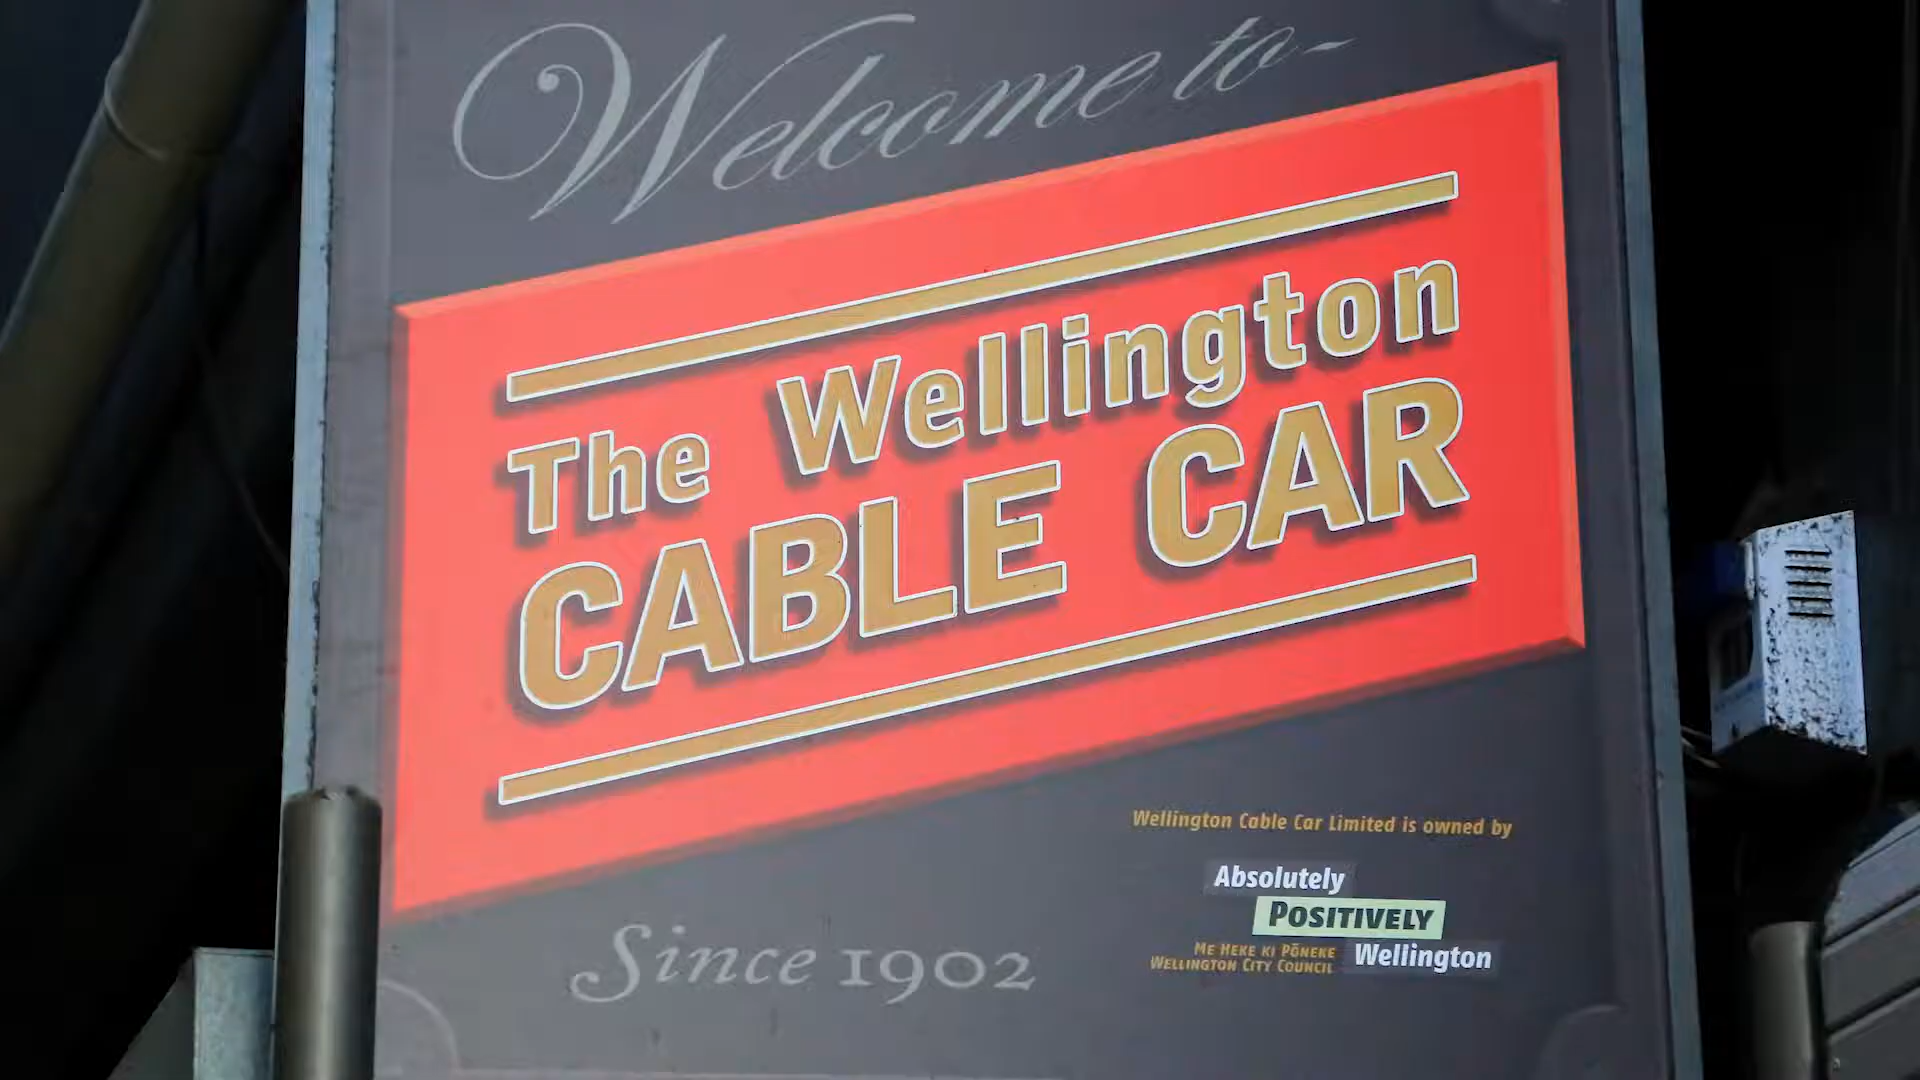 Welcome to-
The Wellington
CABLE CAR
Since 1902
Wellington Cable Car Limited is owned by
Absolutely
POSITIVELY
Wellington
ME HEKE KI PŌNEKE
WELLINGTON CITY COUNCIL